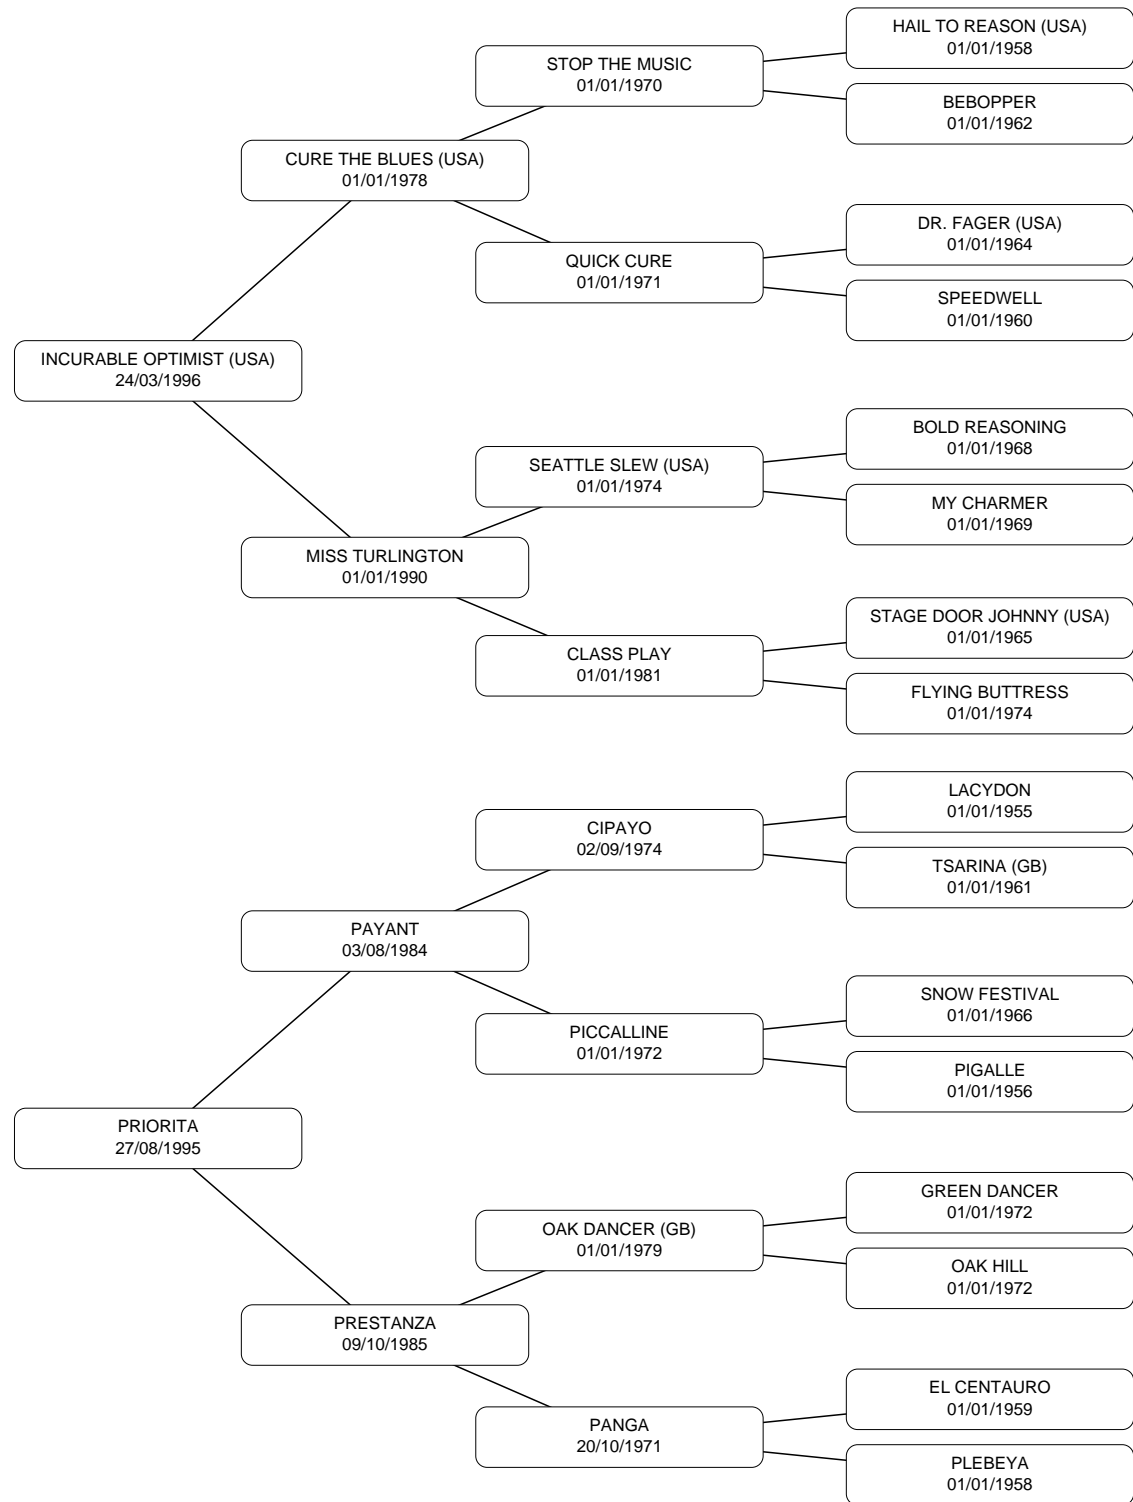 HAIL TO REASON (USA)
01/01/1958
STOP THE MUSIC
01/01/1970
BEBOPPER
01/01/1962
CURE THE BLUES (USA)
01/01/1978
DR. FAGER (USA)
01/01/1964
QUICK CURE
01/01/1971
SPEEDWELL
01/01/1960
INCURABLE OPTIMIST (USA)
24/03/1996
BOLD REASONING
01/01/1968
SEATTLE SLEW (USA)
01/01/1974
MY CHARMER
01/01/1969
MISS TURLINGTON
01/01/1990
STAGE DOOR JOHNNY (USA)
01/01/1965
CLASS PLAY
01/01/1981
FLYING BUTTRESS
01/01/1974
LACYDON
01/01/1955
CIPAYO
02/09/1974
TSARINA (GB)
01/01/1961
PAYANT
03/08/1984
SNOW FESTIVAL
01/01/1966
PICCALLINE
01/01/1972
PIGALLE
01/01/1956
PRIORITA
27/08/1995
GREEN DANCER
01/01/1972
OAK DANCER (GB)
01/01/1979
OAK HILL
01/01/1972
PRESTANZA
09/10/1985
EL CENTAURO
01/01/1959
PANGA
20/10/1971
PLEBEYA
01/01/1958